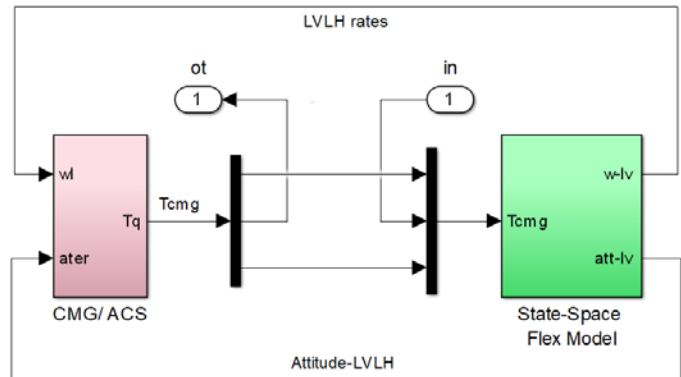 LVLH rates
ot
in
1
1
wl
w-lv
Tcmg
Tq
Tcmg
ater
att-lv
CMG/ ACS
State-Space
Flex Model
Attitude-LVLH